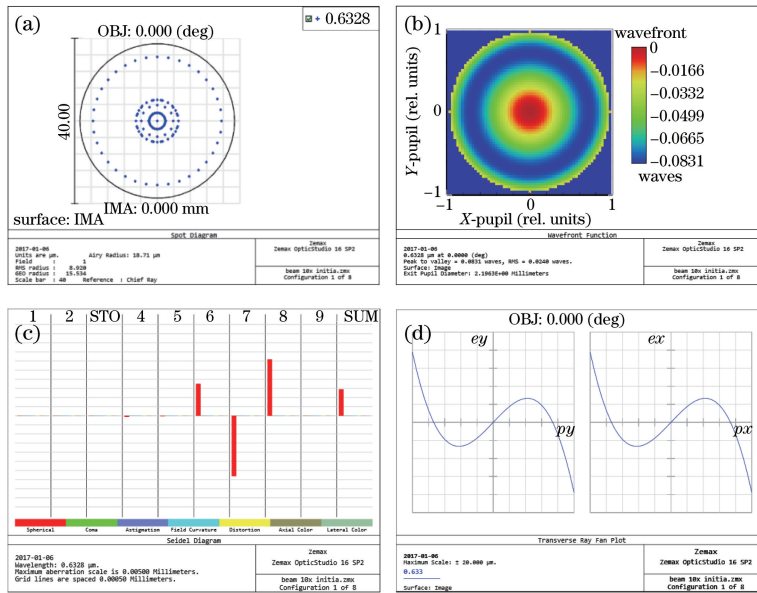 (a)
OBJ: 0.000 (deg)
+ 0.6328
40.00
IMA: 0.000 mm
surface: IMA
Spot Diagram
2017-01-06
Units are µm. Airy Radius: 18.71 µm
Field : 1
RMS radius : 8.920
GEO radius : 15.534
Scale bar : 40 Reference : Chief Ray
Zemax
Zemax OpticStudio 16 SP2
beam 10x initia.zmx
Configuration 1 of 8
(b)
wavefront
1
0
-1
Y-pupil (rel. units)
-1
0
1
X-pupil (rel. units)
0
-0.0166
-0.0332
-0.0499
-0.0665
-0.0831
waves
Wavefront Function
2017-01-06
0.6328 µm at 0.0000 (deg)
Peak to valley = 0.0831 waves, RMS = 0.0240 waves.
Surface: Image
Exit Pupil Diameter: 2.1963E+00 Millimeters
Zemax
Zemax OpticStudio 16 SP2
beam 10x initia.zmx
Configuration 1 of 8
(c)
1 2 STO 4 5 6 7 8 9 SUM
Spherical Coma Astigmatism Field Curvature Distortion Axial Color Lateral Color
Seidel Diagram
2017-01-06
Wavelength: 0.6328 µm.
Maximum aberration scale is 0.00500 Millimeters.
Grid lines are spaced 0.00050 Millimeters.
Zemax
Zemax OpticStudio 16 SP2
beam 10x initia.zmx
Configuration 1 of 8
(d)
OBJ: 0.000 (deg)
ey
ex
py
px
Transverse Ray Fan Plot
2017-01-06
Maximum Scale: ± 20.000 µm.
0.633
Surface: Image
Zemax
Zemax OpticStudio 16 SP2
beam 10x initia.zmx
Configuration 1 of 8